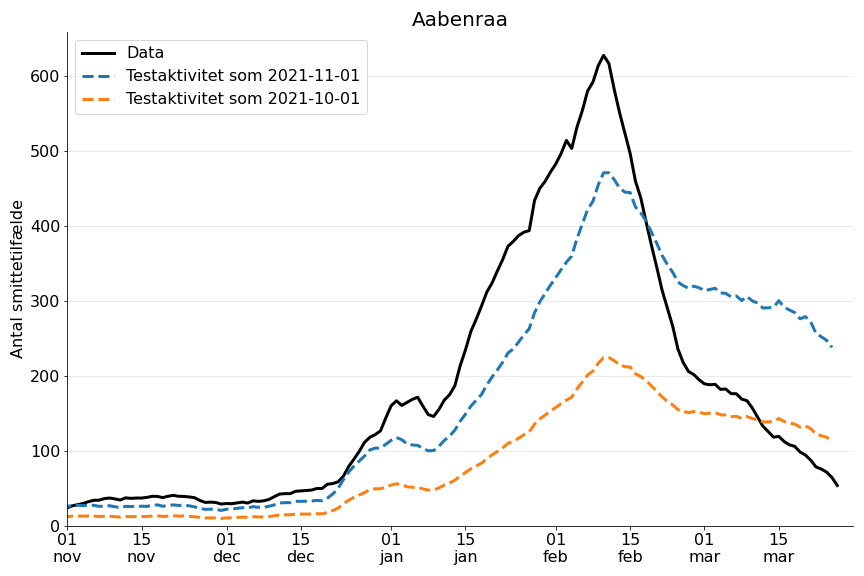 Aabenraa
Data
Testaktivitet som 2021-11-01
Testaktivitet som 2021-10-01
Antal smittetilfælde
600
500
400
300
200
100
0
01 15 01 15 01 15 01 15 01 15
nov nov dec dec jan jan feb feb mar mar